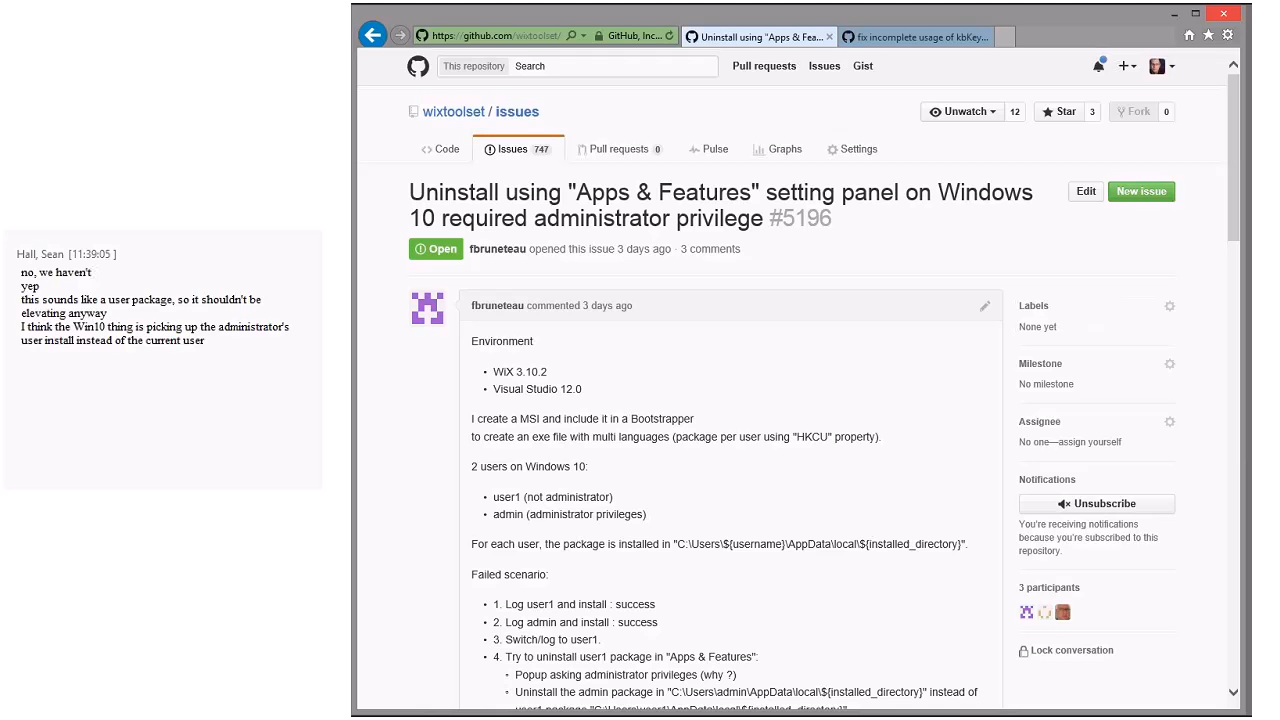 Hall, Sean [11:39:05 ]
no, we haven't
yep
this sounds like a user package, so it shouldn't be
elevating anyway
I think the Win10 thing is picking up the administrator's
user install instead of the current user
https://github.com/wixtoolset/ GitHub, Inc... Uninstall using "Apps & Fea... fix incomplete usage of kbKey...
This repository Search Pull requests Issues Gist
wixtoolset / issues Unwatch 12 Star 3 Fork 0
Code Issues 747 Pull requests 0 Pulse Graphs Settings
Uninstall using "Apps & Features" setting panel on Windows
10 required administrator privilege #5196
Edit New issue
Open fbruneteau opened this issue 3 days ago · 3 comments
fbruneteau commented 3 days ago
Environment
• WiX 3.10.2
• Visual Studio 12.0
I create a MSI and include it in a Bootstrapper
to create an exe file with multi languages (package per user using "HKCU" property).
2 users on Windows 10:
• user1 (not administrator)
• admin (administrator privileges)
For each user, the package is installed in "C:\Users\${username}\AppData\local\${installed_directory}".
Failed scenario:
• 1. Log user1 and install : success
• 2. Log admin and install : success
• 3. Switch/log to user1.
• 4. Try to uninstall user1 package in "Apps & Features":
◦ Popup asking administrator privileges (why ?)
◦ Uninstall the admin package in "C:\Users\admin\AppData\local\${installed_directory}" instead of
user1 package "C:\Users\user1\AppData\local\${installed_directory}"
Labels
None yet
Milestone
No milestone
Assignee
No one—assign yourself
Notifications
Unsubscribe
You're receiving notifications
because you're subscribed to this
repository.
3 participants
Lock conversation